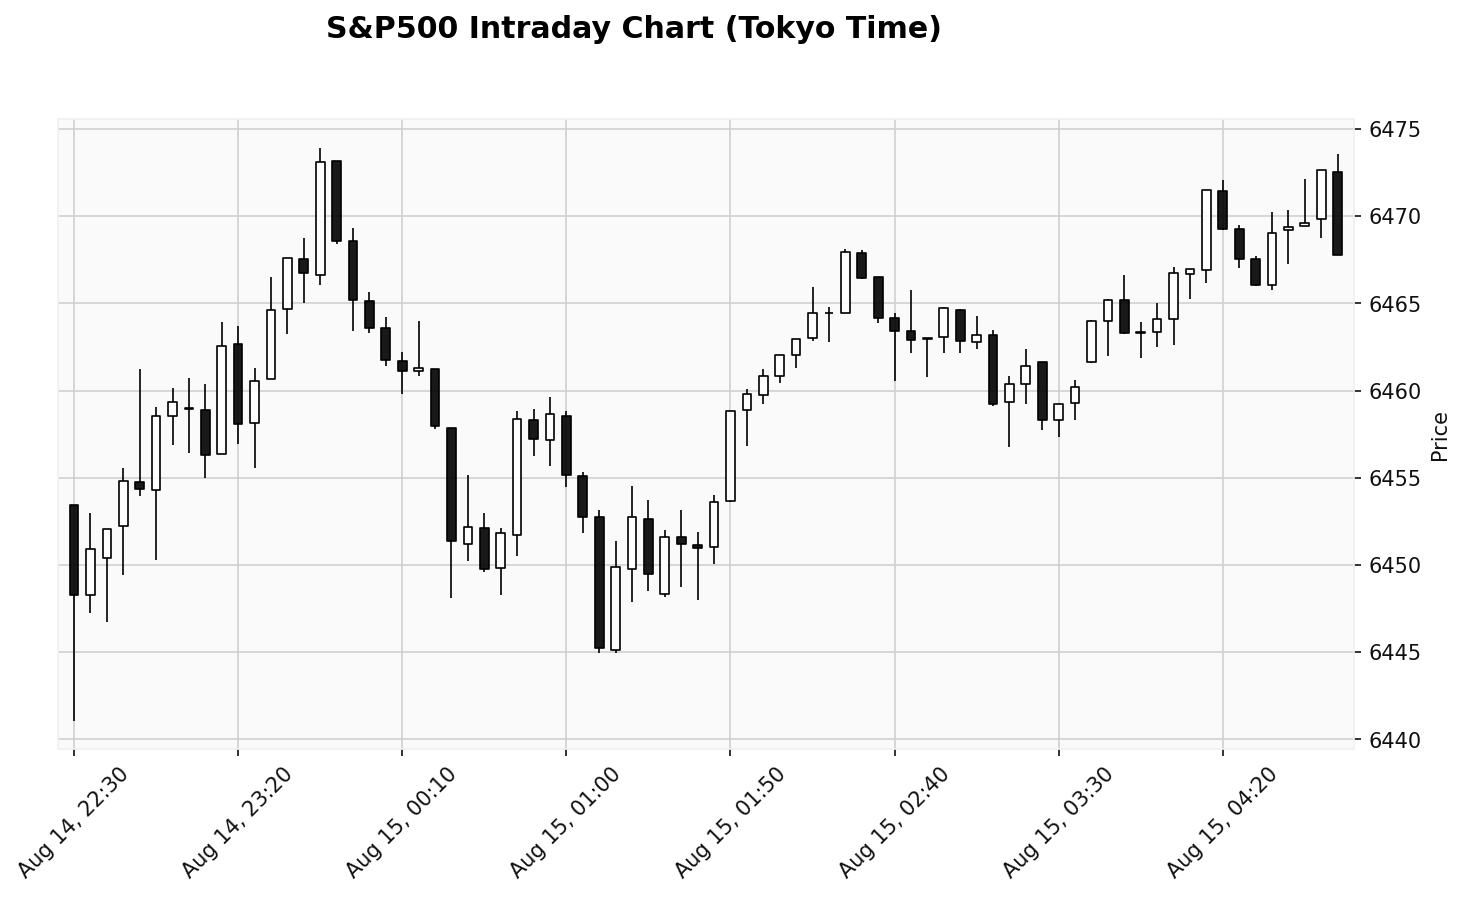 S&P500 Intraday Chart (Tokyo Time)
6475
6470
6465
6460
6455
6450
6445
6440
Price
Aug 14, 22:30
Aug 14, 23:20
Aug 15, 00:10
Aug 15, 01:00
Aug 15, 01:50
Aug 15, 02:40
Aug 15, 03:30
Aug 15, 04:20